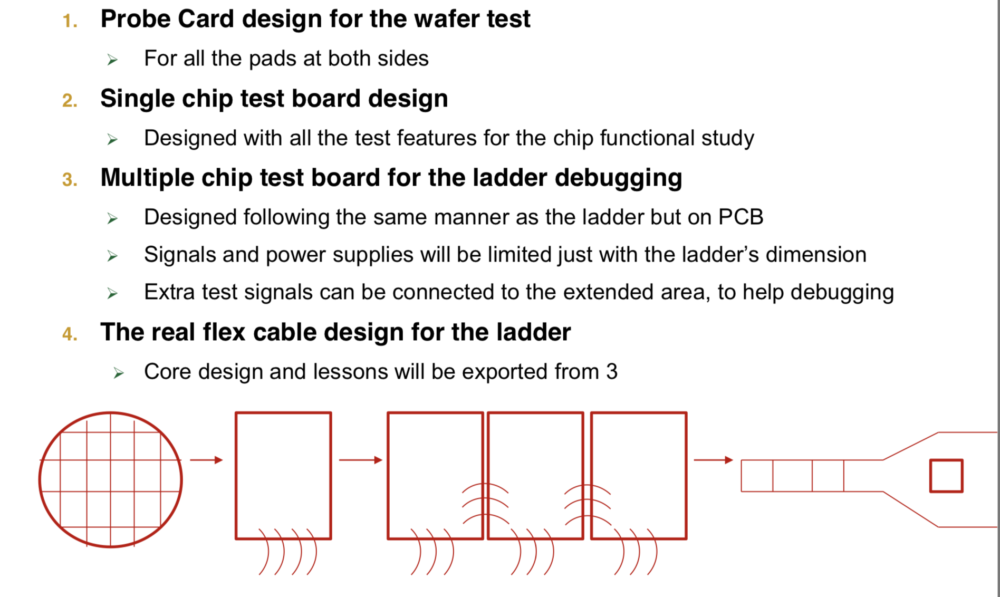 1. Probe Card design for the wafer test
➢ For all the pads at both sides
2. Single chip test board design
➢ Designed with all the test features for the chip functional study
3. Multiple chip test board for the ladder debugging
➢ Designed following the same manner as the ladder but on PCB
➢ Signals and power supplies will be limited just with the ladder’s dimension
➢ Extra test signals can be connected to the extended area, to help debugging
4. The real flex cable design for the ladder
➢ Core design and lessons will be exported from 3